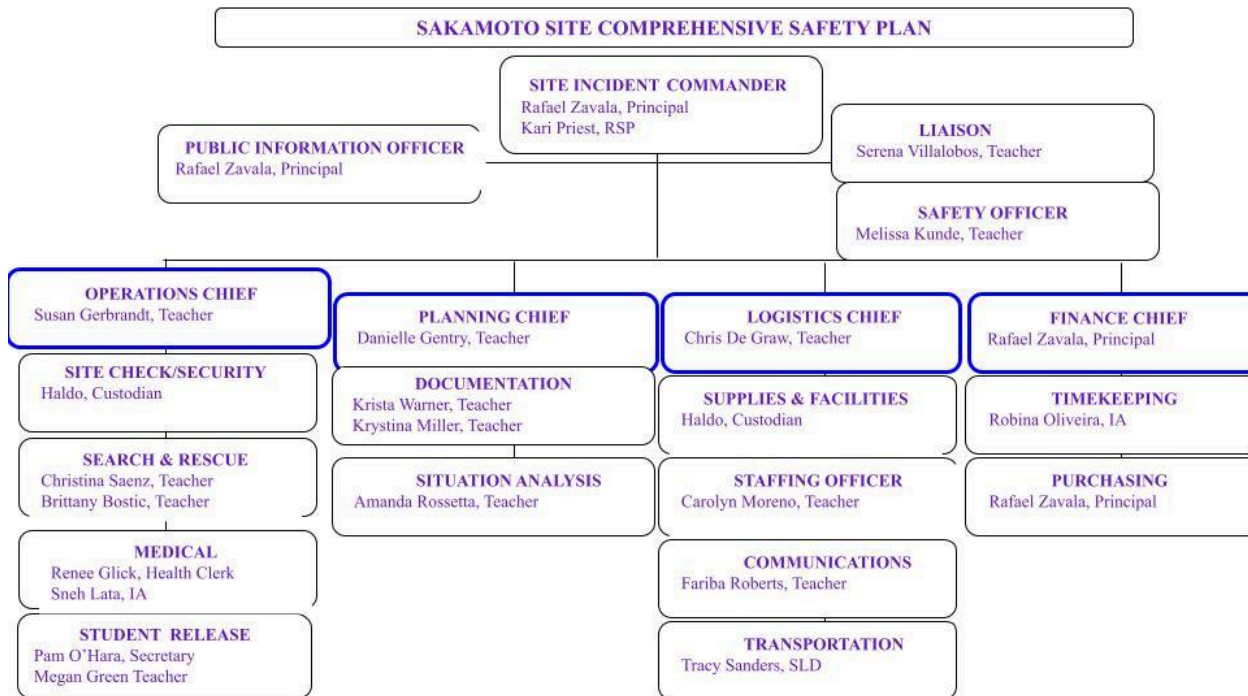 SAKAMOTO SITE COMPREHENSIVE SAFETY PLAN
SITE INCIDENT COMMANDER
Rafael Zavala, Principal
Kari Priest, RSP
PUBLIC INFORMATION OFFICER
Rafael Zavala, Principal
LIAISON
Serena Villalobos, Teacher
SAFETY OFFICER
Melissa Kunde, Teacher
OPERATIONS CHIEF
Susan Gerbrandt, Teacher
SITE CHECK/SECURITY
Haldo, Custodian
SEARCH & RESCUE
Christina Saenz, Teacher
Brittany Bostic, Teacher
MEDICAL
Renee Glick, Health Clerk
Sneh Lata, IA
STUDENT RELEASE
Pam O’Hara, Secretary
Megan Green Teacher
PLANNING CHIEF
Danielle Gentry, Teacher
DOCUMENTATION
Krista Warner, Teacher
Krystina Miller, Teacher
SITUATION ANALYSIS
Amanda Rossetta, Teacher
LOGISTICS CHIEF
Chris De Graw, Teacher
SUPPLIES & FACILITIES
Haldo, Custodian
STAFFING OFFICER
Carolyn Moreno, Teacher
COMMUNICATIONS
Fariba Roberts, Teacher
TRANSPORTATION
Tracy Sanders, SLD
FINANCE CHIEF
Rafael Zavala, Principal
TIMEKEEPING
Robina Oliveira, IA
PURCHASING
Rafael Zavala, Principal